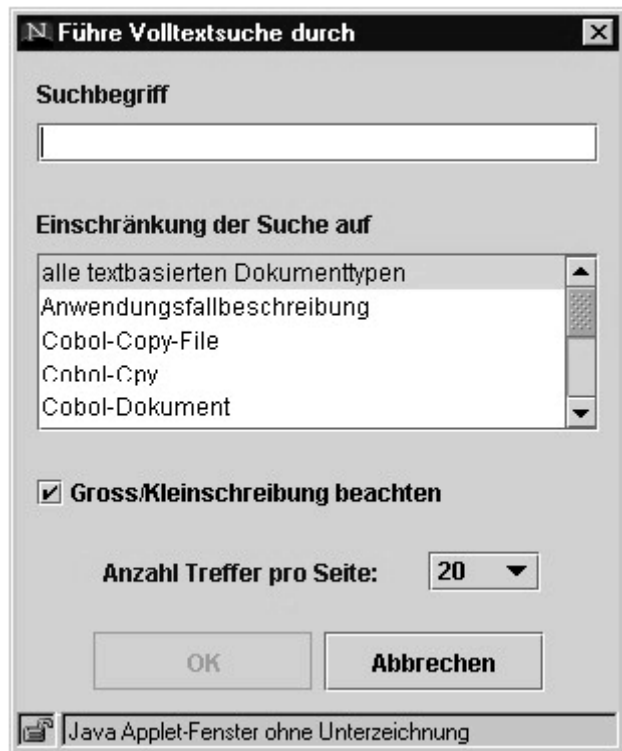 N Führe Volltextsuche durch
Suchbegriff
Einschränkung der Suche auf
alle textbasierten Dokumenttypen
Anwendungsfallbeschreibung
Cobol-Copy-File
Cobol-Cpy
Cobol-Dokument
Gross/Kleinschreibung beachten
Anzahl Treffer pro Seite: 20
OK Abbrechen
Java Applet-Fenster ohne Unterzeichnung